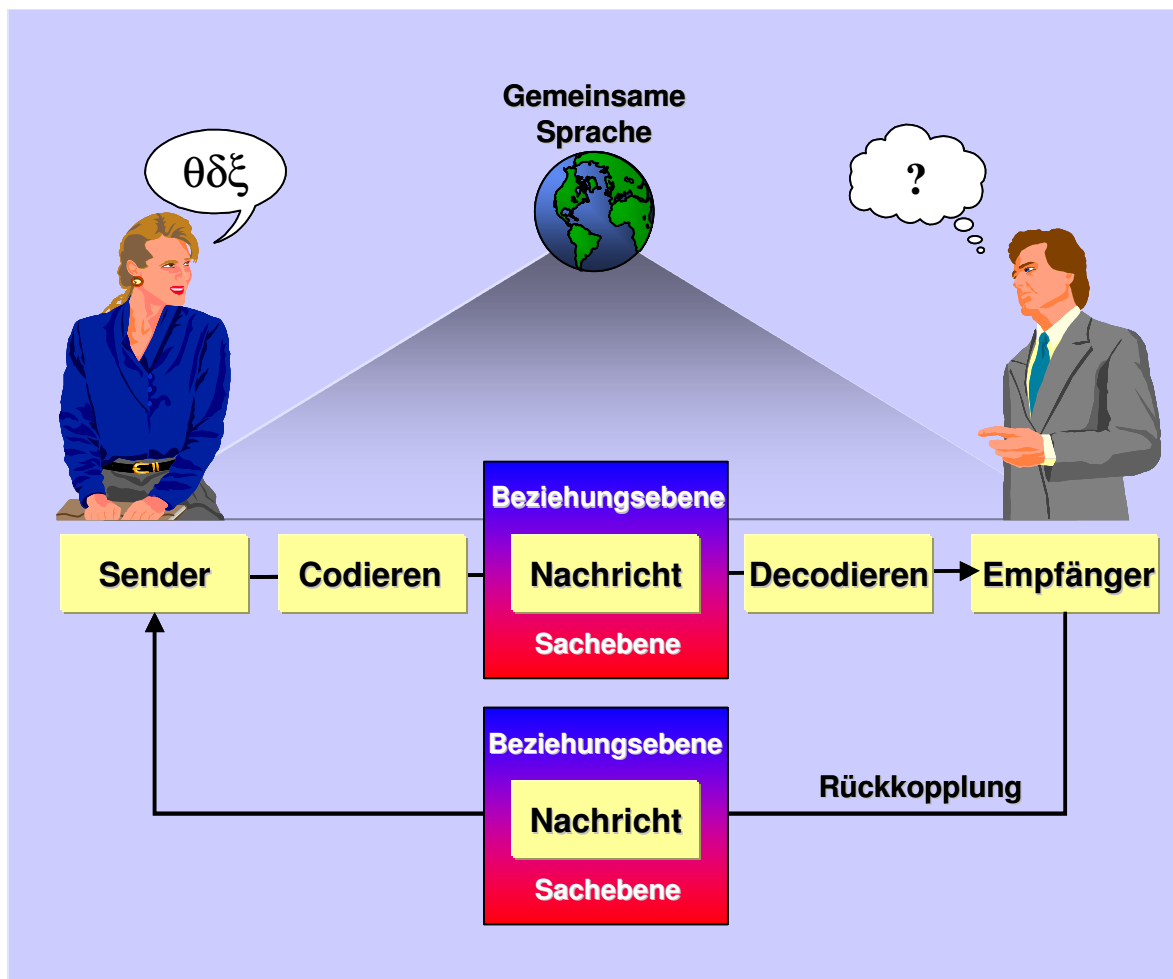 Gemeinsame
Sprache
θδξ
?
Beziehungsebene
Sender
Codieren
Nachricht
Decodieren
Empfänger
Sachebene
Beziehungsebene
Rückkopplung
Nachricht
Sachebene